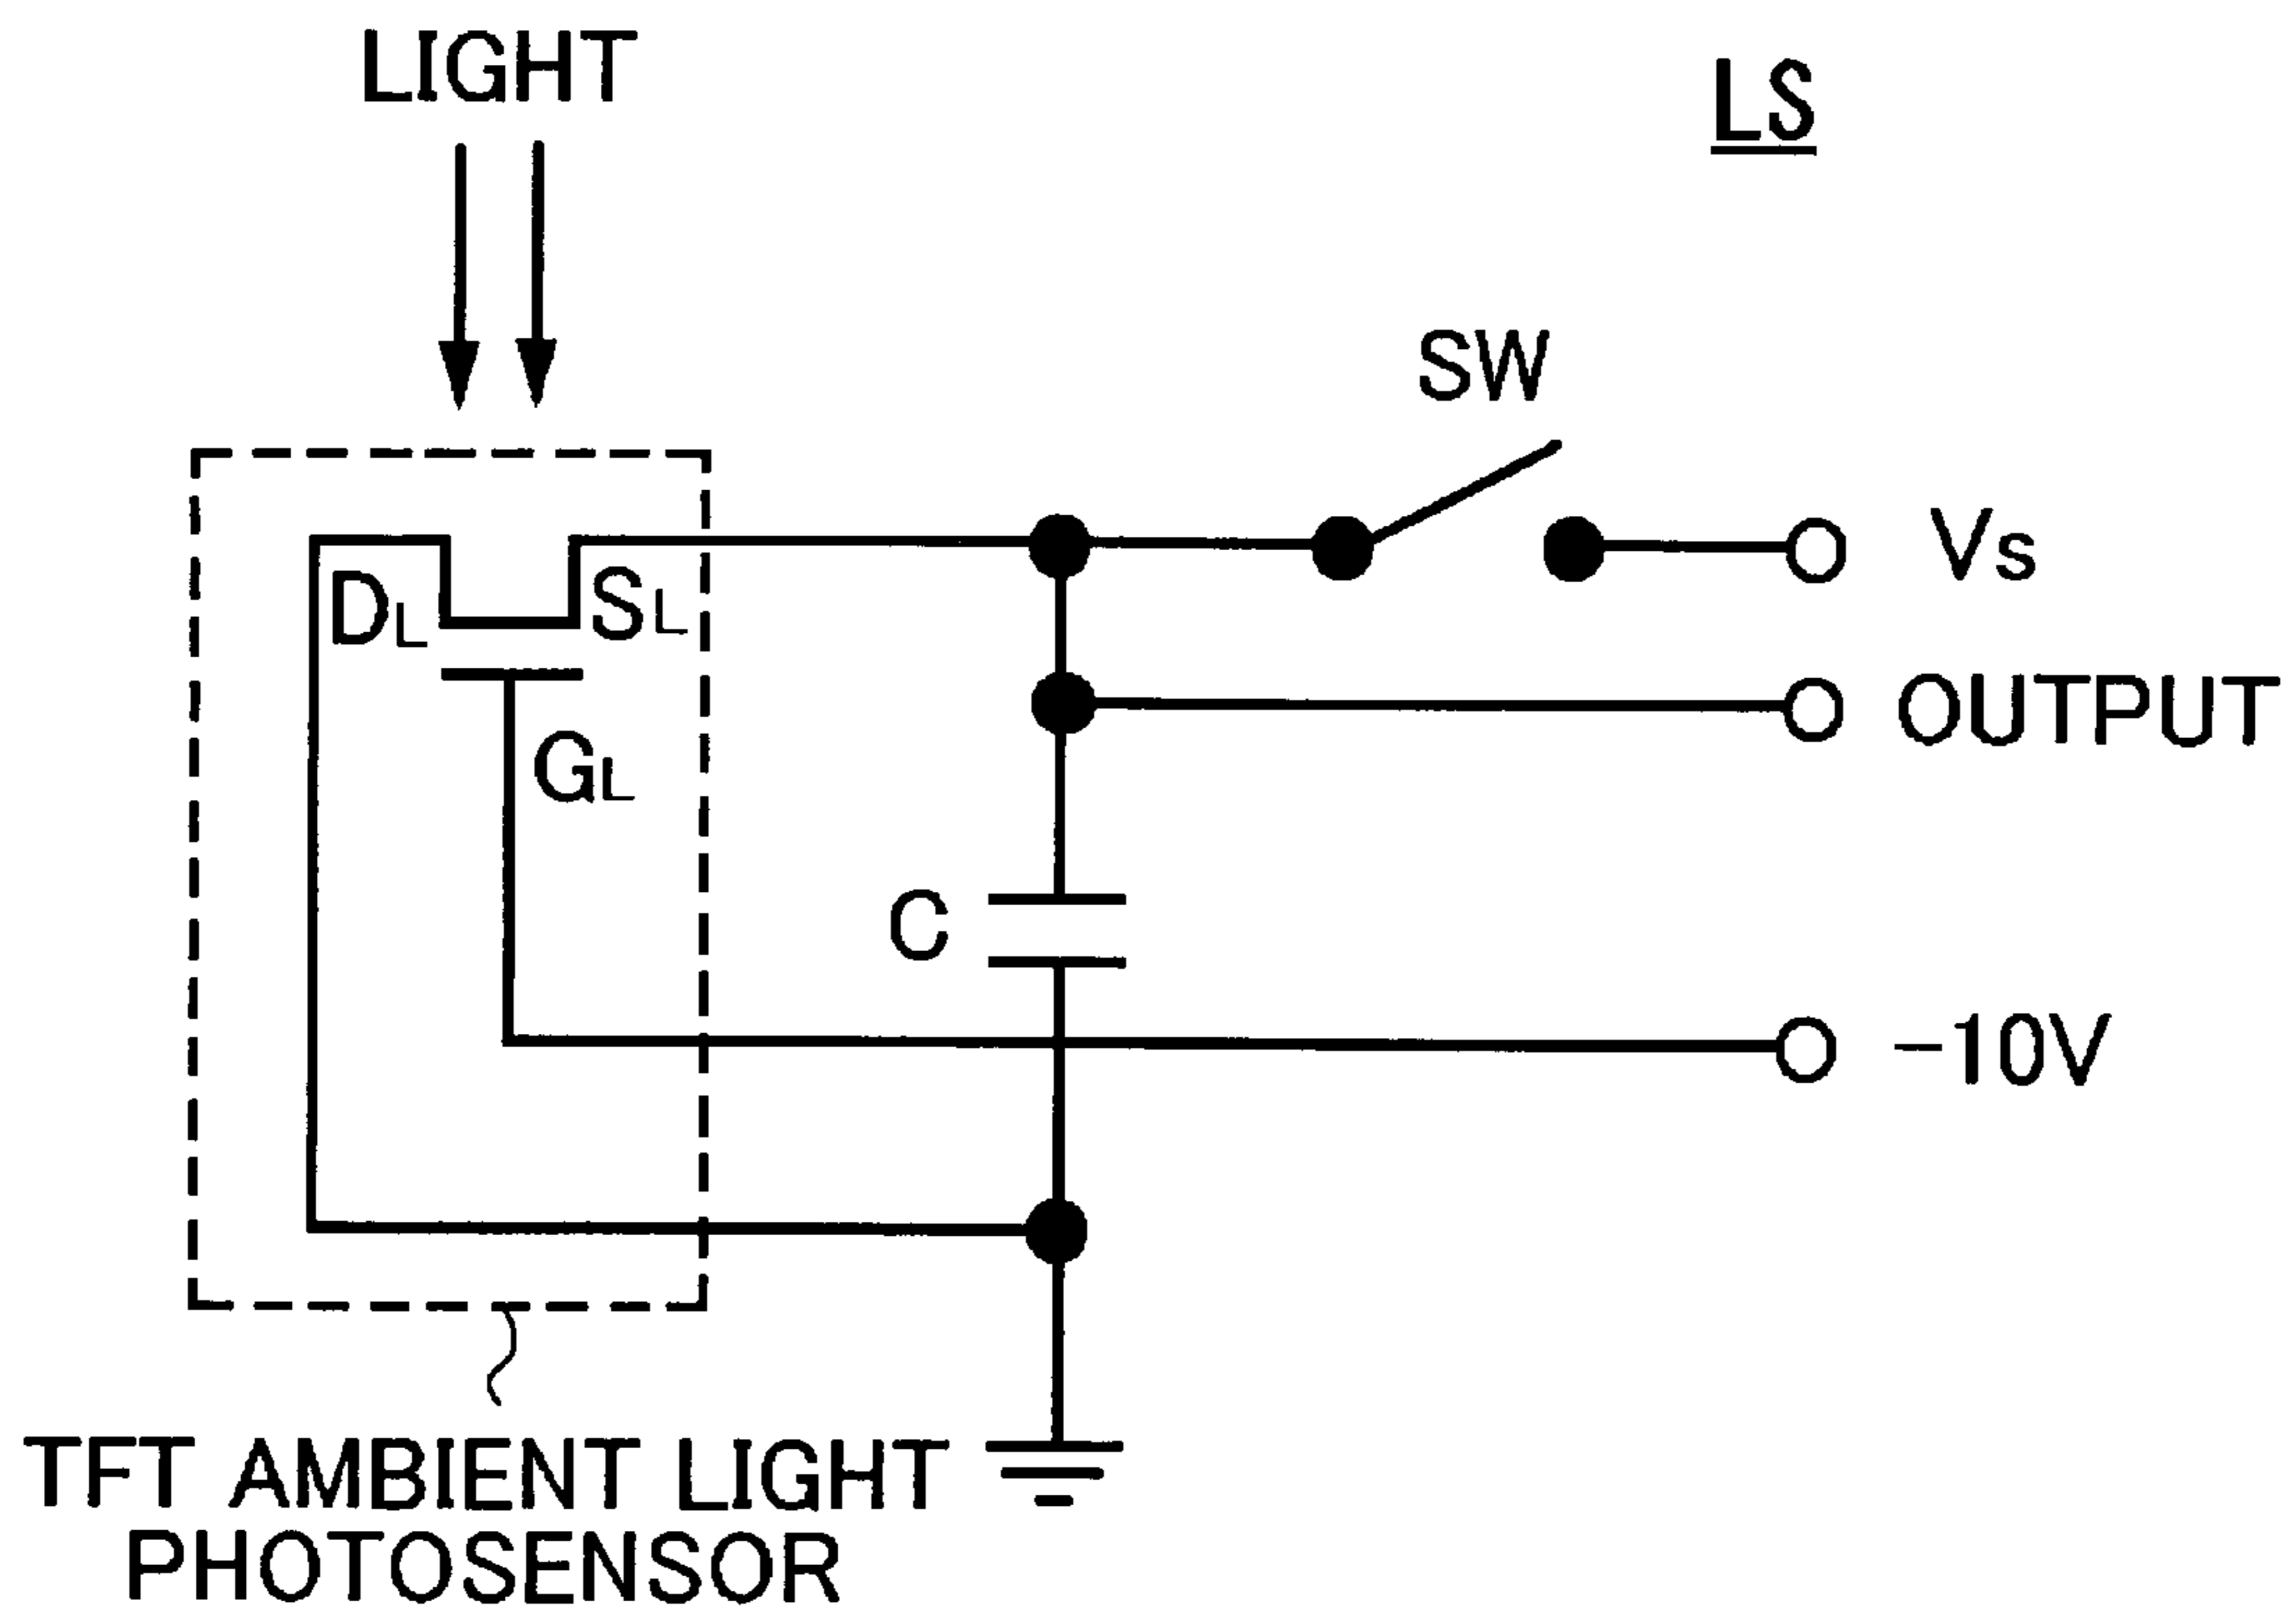 LIGHT
LS
SW
DL
SL
Vs
GL
OUTPUT
C
-10V
TFT AMBIENT LIGHT
PHOTOSENSOR